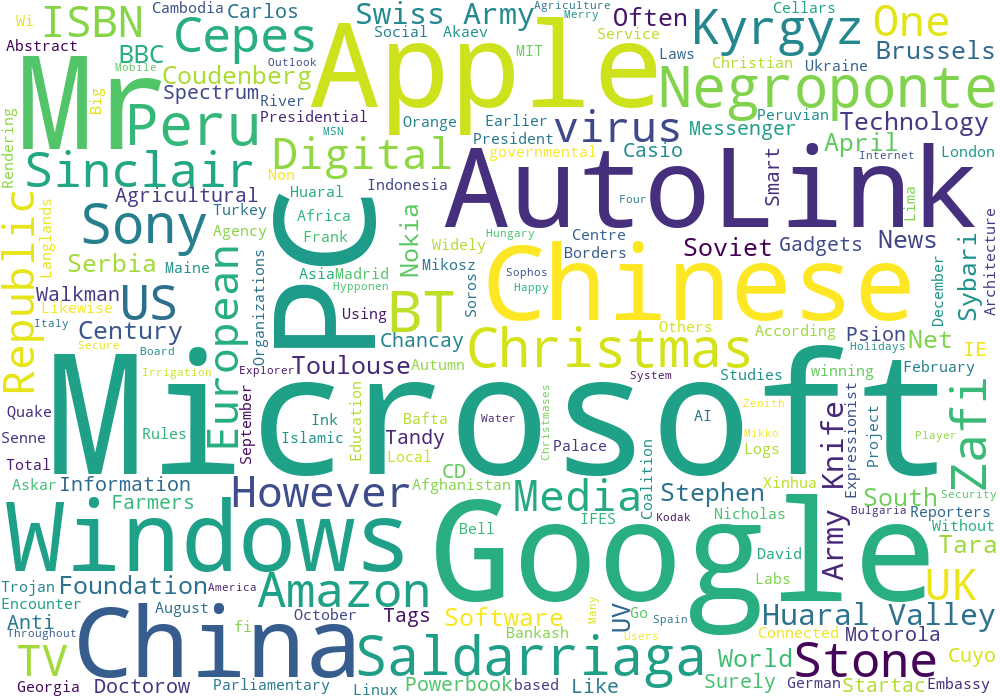 Cambodia Carlos Swiss Army Agriculture Merry Often Cellars
Wi ISBN Cepes Social Akaev Service Kyrgyz One
Abstract BBC Outlook MIT Laws Christian Ukraine Brussels
Mobile Coudenberg Apple Negroponte
Mr Big Spectrum River Presidential
Peru MSN Orange Earlier virus Messenger Peruvian Technology
Rendering Digital President governmental Casio April
Sinclair Non Internet London
Agricultural Huaral Indonesia AutoLink Four Smart Lima
Republic Langlands Sony Turkey Africa Nokia
Agency Frank PC Widely Hungary Centre Soviet Gadgets News Architecture
Serbia Maine Asia Madrid Mikosz Borders
Organizations Hypponen Soros Sophos Chinese Sybari December
Walkman US European BT Happy
Likewise Using
Italy Century Chancay Others According Psion Net
Secure Board Christmas Holidays IE
Irrigation Explorer Toulouse Autumn System Studies winning February
Microsoft
Quake September Ink Education Bafta Water Christmases AI Zenith Expressionist Zafi
Senne Rules Islamic Tandy Palace Mikko Project Player
Total Local Logs Army Knife
Askar Information CD Afghanistan Coalition Xinhua Security
Farmers However Media Stephen South
Windows Bell IFES Kodak Nicholas Bulgaria Reporters
Without
Google David Tara
Trojan Foundation America Amazon Labs UK
Encounter August October Tags Software UV Go Spain Huaral Valley
Anti fi Many
Throughout China Bankash Users Connected Motorola
TV Saldarriaga World Stone Cuyo
Georgia Doctorow Parliamentary Linux Powerbook based Like Surely German Startac Embassy